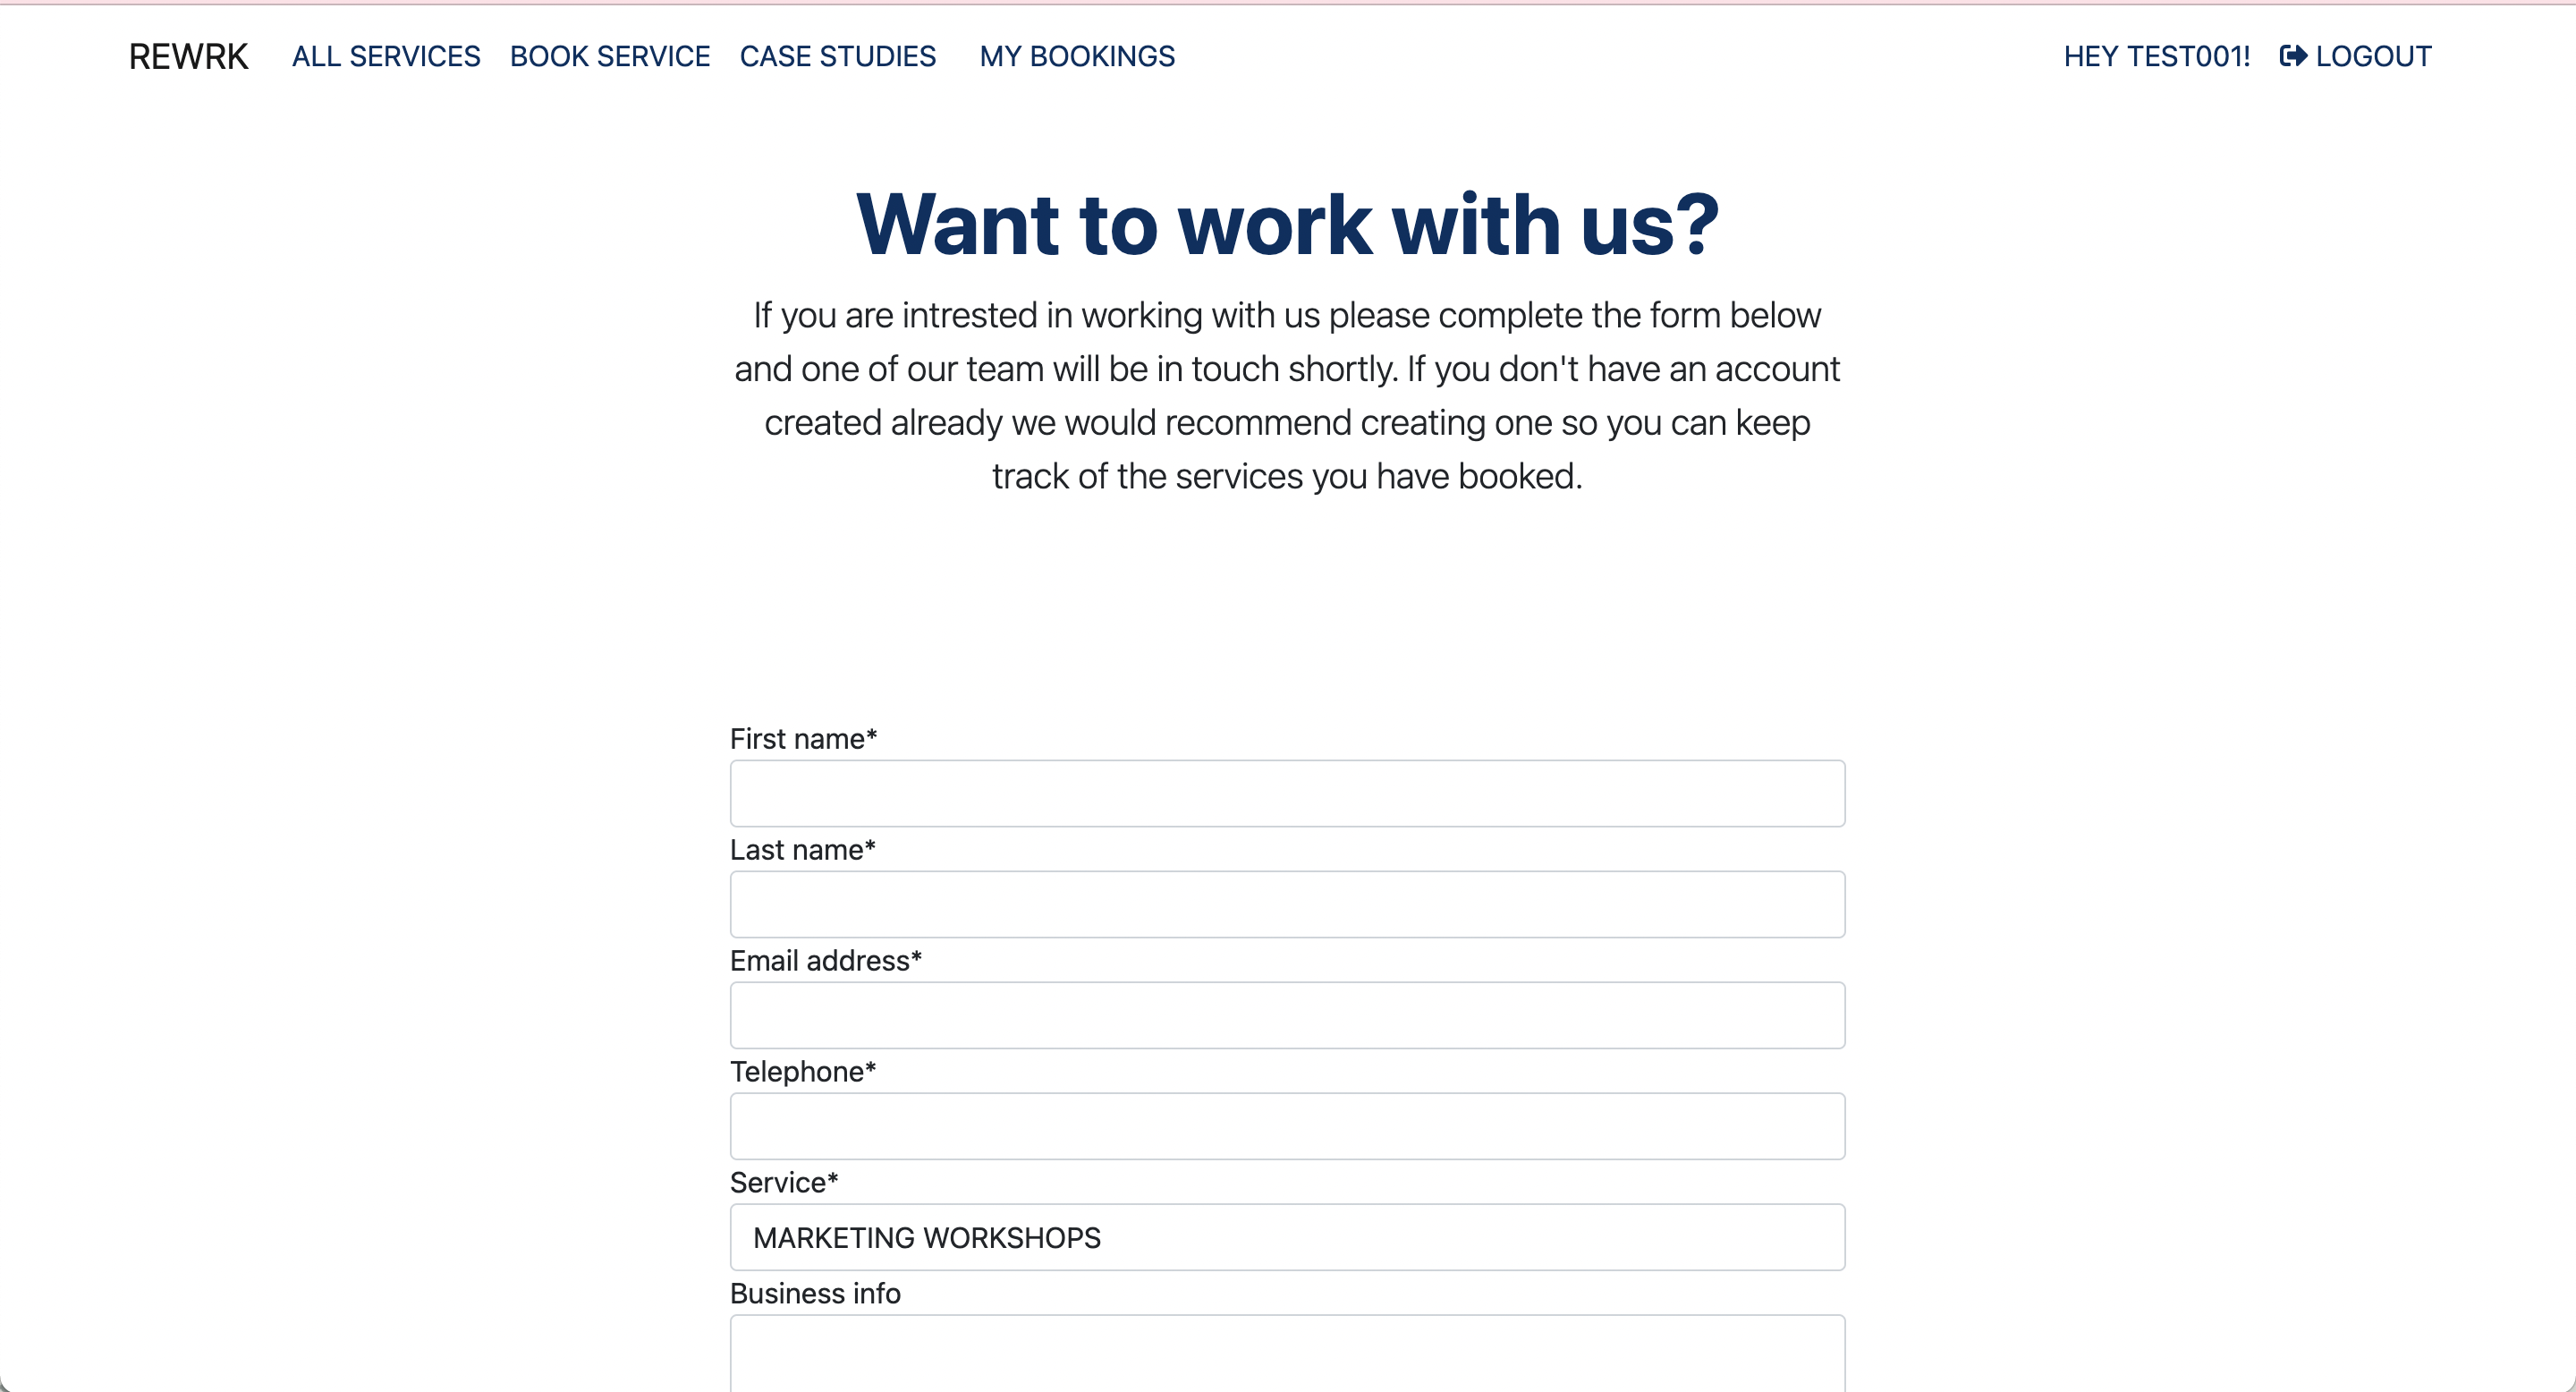 REWRK ALL SERVICES BOOK SERVICE CASE STUDIES MY BOOKINGS HEY TEST001! LOGOUT
Want to work with us?
If you are intrested in working with us please complete the form below
and one of our team will be in touch shortly. If you don't have an account
created already we would recommend creating one so you can keep
track of the services you have booked.
First name*
Last name*
Email address*
Telephone*
Service*
MARKETING WORKSHOPS
Business info